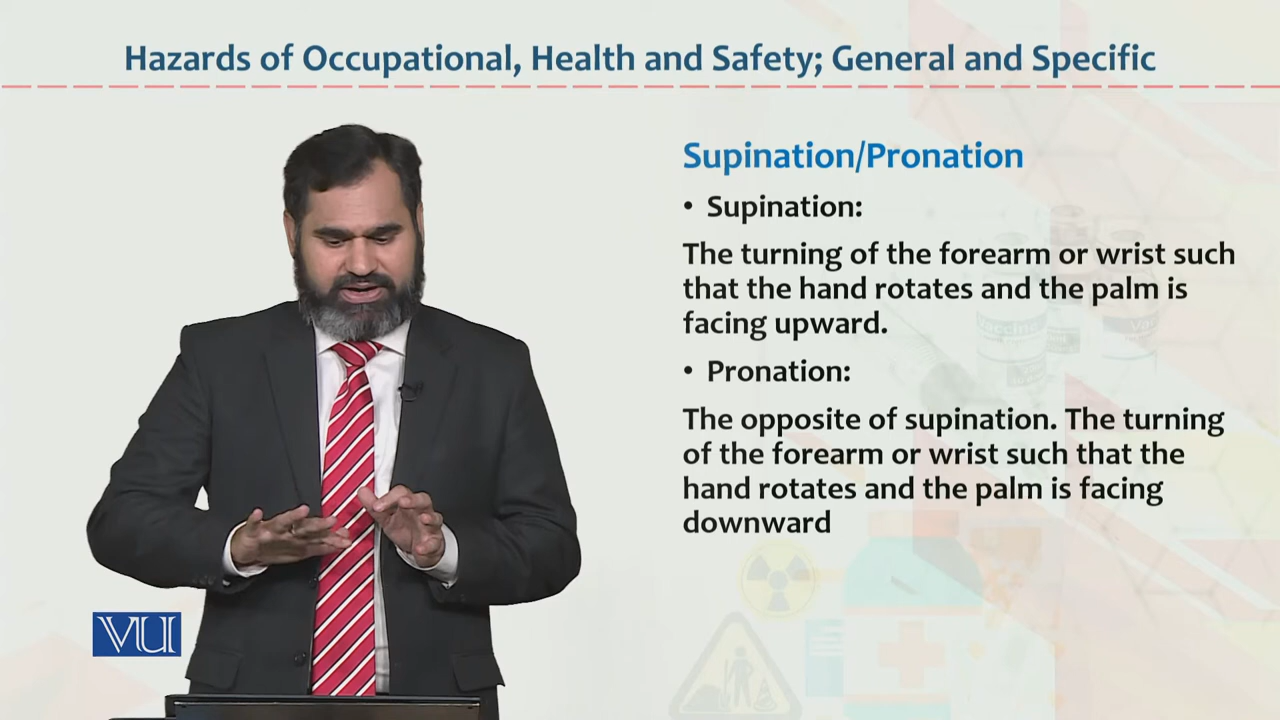 Hazards of Occupational, Health and Safety; General and Specific
Supination/Pronation
• Supination:
The turning of the forearm or wrist such
that the hand rotates and the palm is
facing upward.
• Pronation:
The opposite of supination. The turning
of the forearm or wrist such that the
hand rotates and the palm is facing
downward
VU
Vaccine